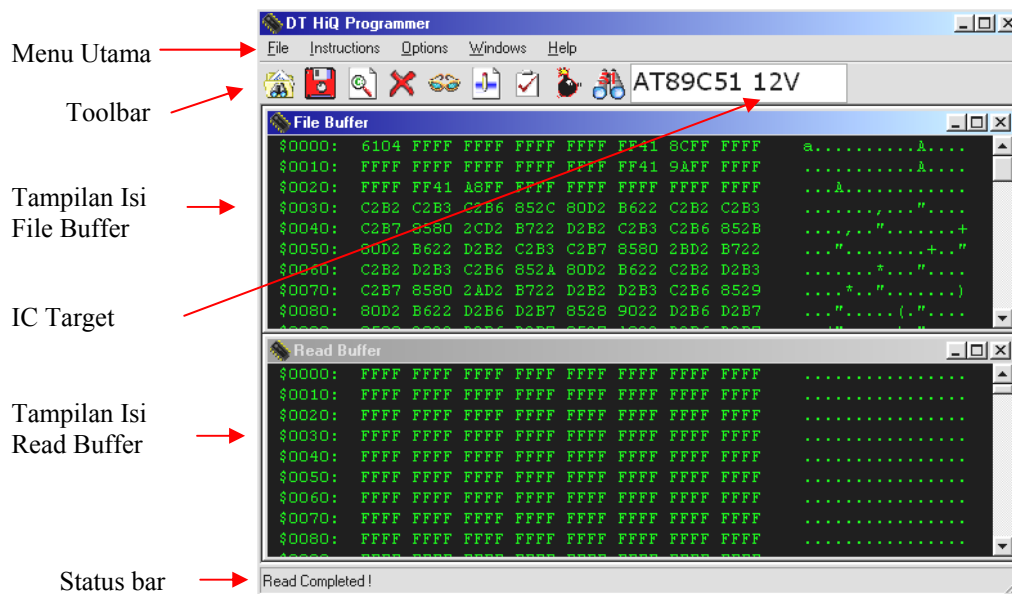 DT HiQ Programmer
Menu Utama
File Instructions Options Windows Help
Toolbar
AT89C51 12V
File Buffer
$0000: 6104 FFFF FFFF FFFF FFFF FF41 8CFF FFFF a..........A....
$0010: FFFF FFFF FFFF FFFF FFFF FF41 9AFF FFFF ...........A....
$0020: FFFF FF41 A8FF FFFF FFFF FFFF FFFF FFFF ...A............
Tampilan Isi
File Buffer
$0030: C2B2 C2B3 C2B6 852C 80D2 B622 C2B2 C2B3 .......,..."....
$0040: C2B7 8580 2CD2 B722 D2B2 C2B3 C2B6 852B ....,..".......+
$0050: 80D2 B622 D2B2 C2B3 C2B7 8580 2BD2 B722 ..."........+.."
$0060: C2B2 D2B3 C2B6 852A 80D2 B622 C2B2 D2B3 .......*..."....
$0070: C2B7 8580 2AD2 B722 D2B2 D2B3 C2B6 8529 ....*..".......)
$0080: 80D2 B622 D2B6 D2B7 8528 9022 D2B6 D2B7 ...".....(."....
IC Target
Read Buffer
$0000: FFFF FFFF FFFF FFFF FFFF FFFF FFFF FFFF ................
$0010: FFFF FFFF FFFF FFFF FFFF FFFF FFFF FFFF ................
$0020: FFFF FFFF FFFF FFFF FFFF FFFF FFFF FFFF ................
Tampilan Isi
Read Buffer
$0030: FFFF FFFF FFFF FFFF FFFF FFFF FFFF FFFF ................
$0040: FFFF FFFF FFFF FFFF FFFF FFFF FFFF FFFF ................
$0050: FFFF FFFF FFFF FFFF FFFF FFFF FFFF FFFF ................
$0060: FFFF FFFF FFFF FFFF FFFF FFFF FFFF FFFF ................
$0070: FFFF FFFF FFFF FFFF FFFF FFFF FFFF FFFF ................
$0080: FFFF FFFF FFFF FFFF FFFF FFFF FFFF FFFF ................
Status bar
Read Completed !